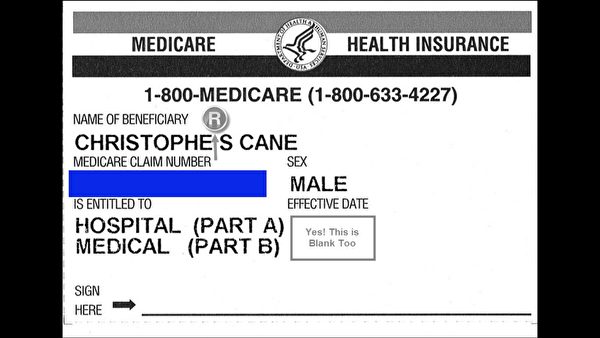 MEDICARE HEALTH INSURANCE
1-800-MEDICARE (1-800-633-4227)
NAME OF BENEFICIARY
R
CHRISTOPHE S CANE
MEDICARE CLAIM NUMBER SEX
MALE
IS ENTITLED TO EFFECTIVE DATE
HOSPITAL (PART A)
MEDICAL (PART B)
Yes! This is
Blank Too
SIGN
HERE